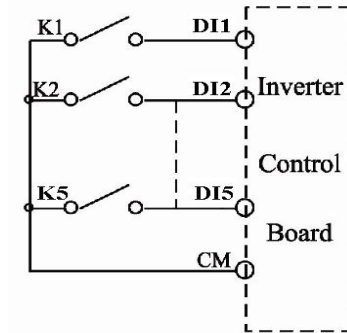 K1 DI1
K2 DI2 Inverter
Control
K5 DI5
Board
CM